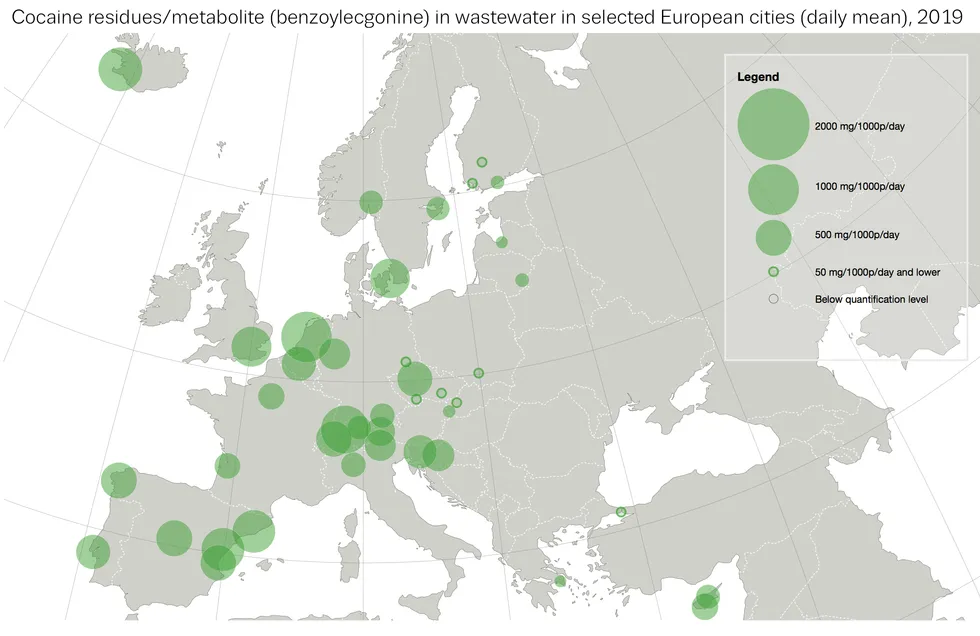 Cocaine residues/metabolite (benzoylecgonine) in wastewater in selected European cities (daily mean), 2019
Legend
2000 mg/1000p/day
1000 mg/1000p/day
500 mg/1000p/day
50 mg/1000p/day and lower
Below quantification level